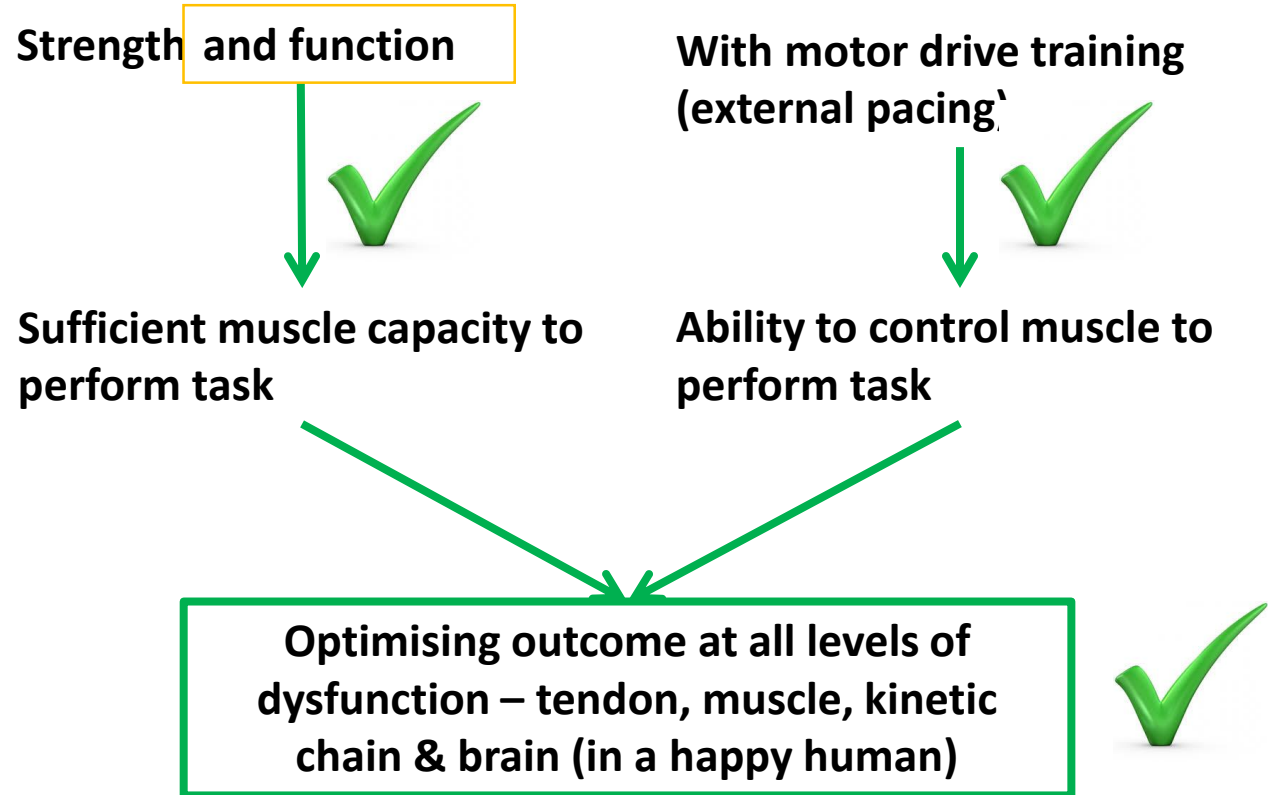 Strength and function
With motor drive training
(external pacing)
Sufficient muscle capacity to
perform task
Ability to control muscle to
perform task
Optimising outcome at all levels of
dysfunction – tendon, muscle, kinetic
chain & brain (in a happy human)